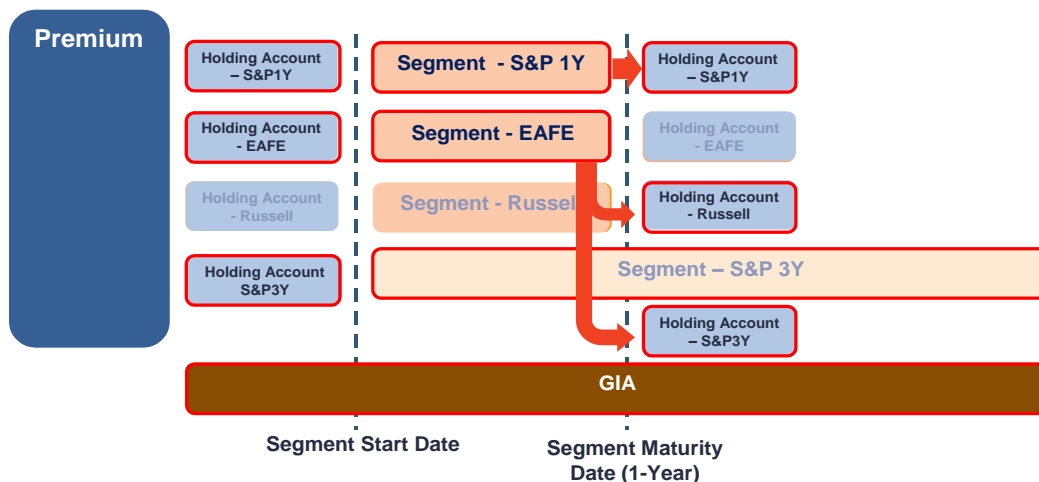 Premium
Holding Account
– S&P1Y
Segment - S&P 1Y
Holding Account
– S&P1Y
Holding Account
- EAFE
Segment - EAFE
Holding Account
- EAFE
Holding Account
- Russell
Segment - Russell
Holding Account
- Russell
Holding Account
S&P3Y
Segment – S&P 3Y
Holding Account
– S&P3Y
GIA
Segment Start Date
Segment Maturity
Date (1-Year)